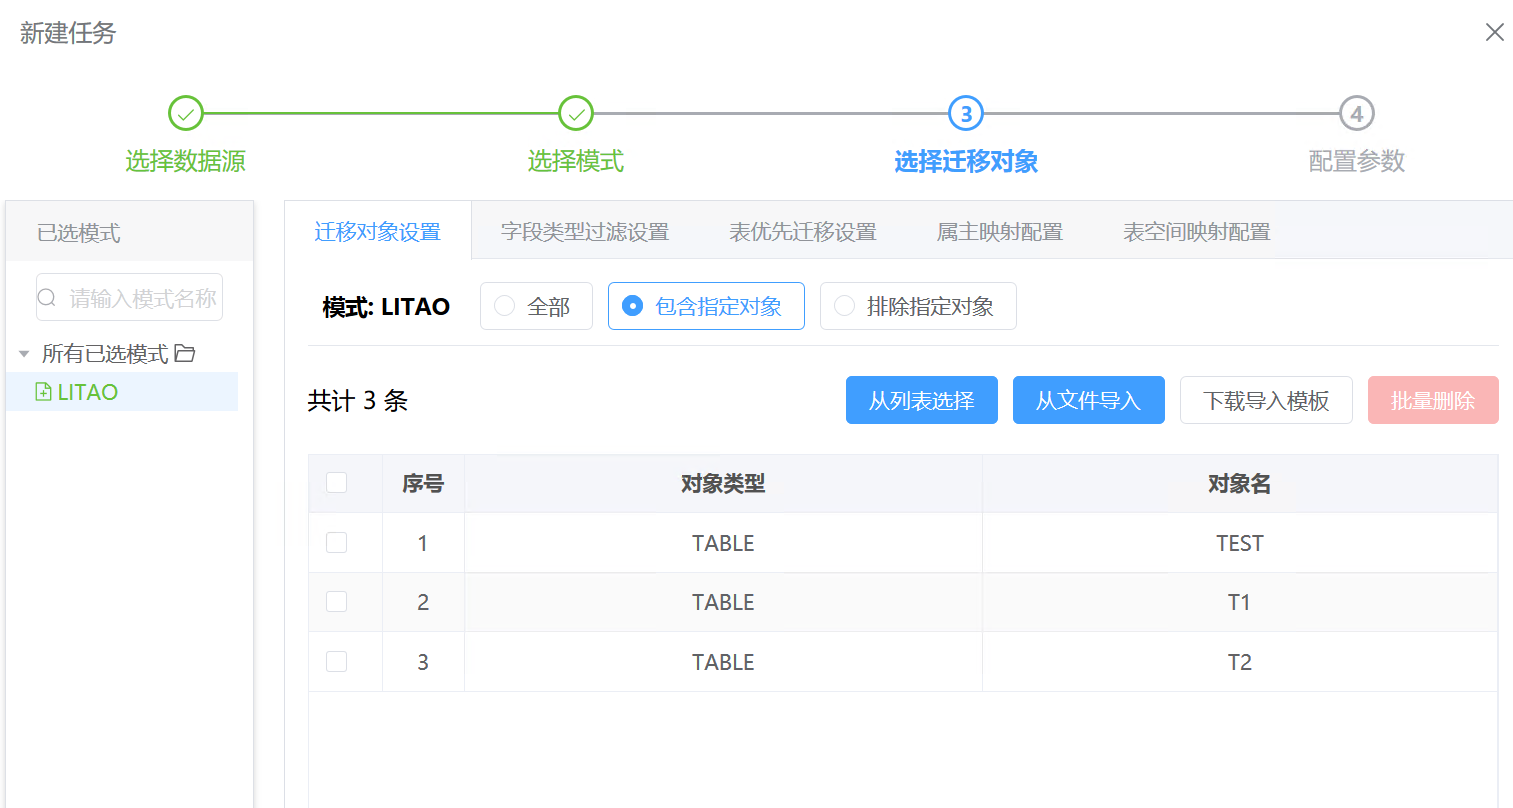 新建任务
3
4
选择数据源
选择模式
选择迁移对象
配置参数
已选模式
请输入模式名称
所有已选模式
LITAO
迁移对象设置
字段类型过滤设置
表优先迁移设置
属主映射配置
表空间映射配置
模式: LITAO
全部
包含指定对象
排除指定对象
共计 3 条
从列表选择
从文件导入
下载导入模板
批量删除
序号 对象类型 对象名
1 TABLE TEST
2 TABLE T1
3 TABLE T2